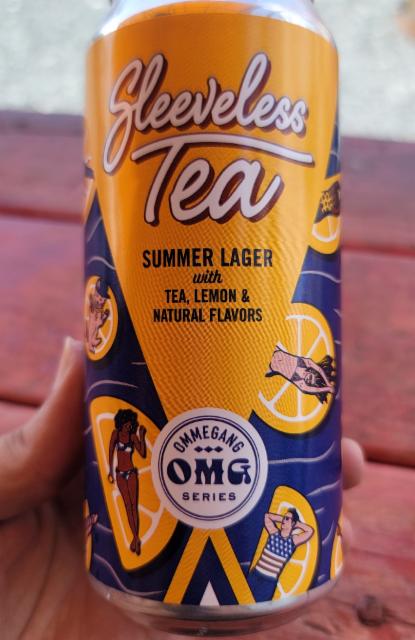 Sleeveless
Tea
SUMMER LAGER
with
TEA, LEMON &
NATURAL FLAVORS
OMMEGANG
OMG
SERIES